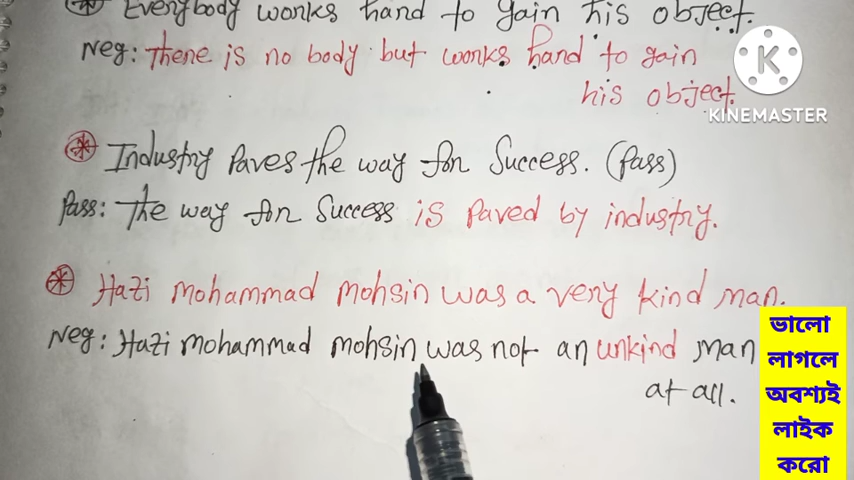 Everybody works hard to gain his object.
Neg: There is no body but works hard to gain
his object.
KINEMASTER
Industry Paves the way for Success. (Pass)
Pass: The way for Success is Paved by industry.
Hazi mohammad mohsin was a very kind man.
Neg: Hazi mohammad mohsin was not an unkind man
at all.
ভালো
লাগলে
অবশ্যই
লাইক
করো